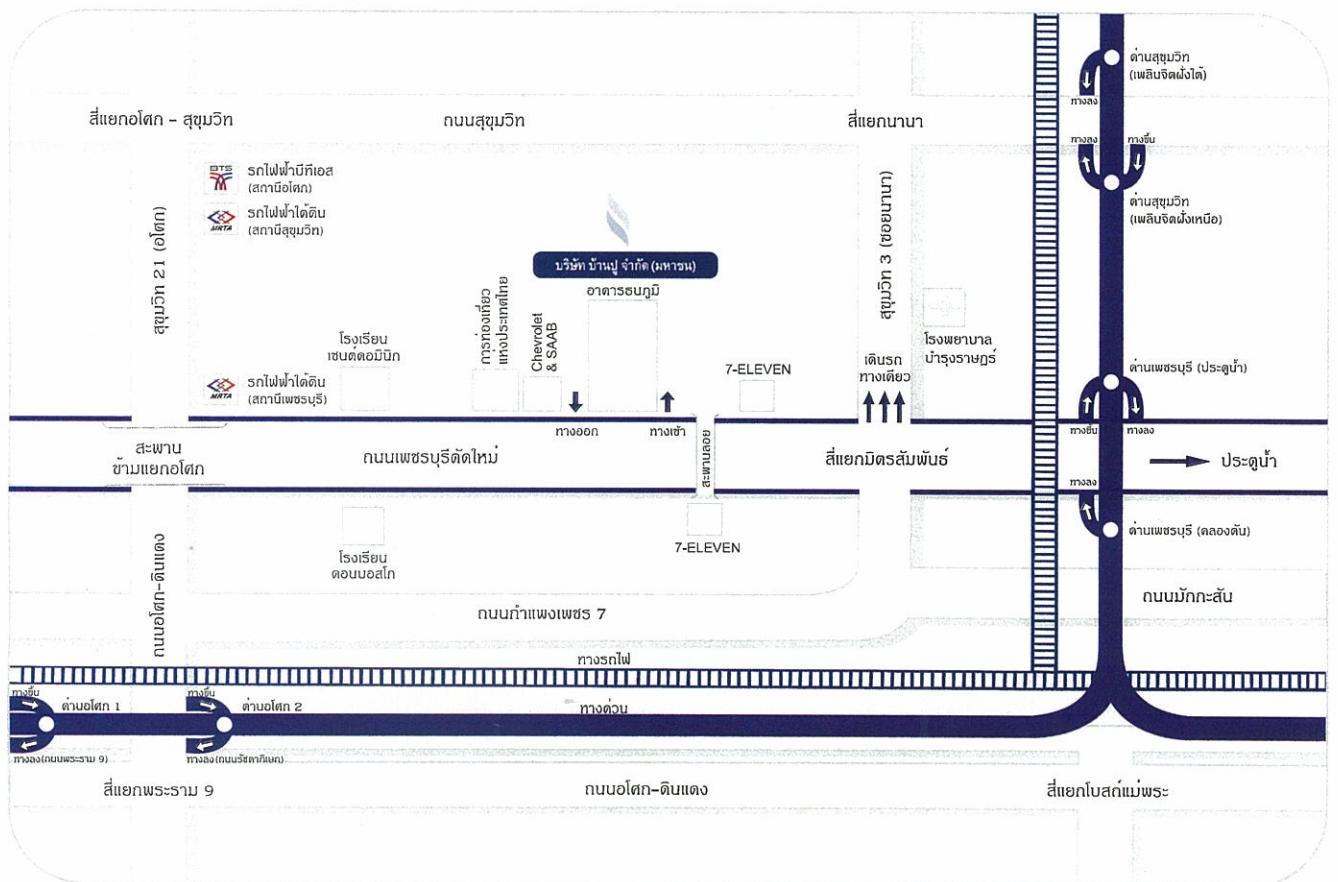 ด่านสุขุมวิท
(เพลินจิตฝั่งใต้)
ทางลง
สี่แยกอโศก - สุขุมวิท
ถนนสุขุมวิท
สี่แยกนานา
ทางลง
ทางขึ้น
BTS
รถไฟฟ้าบีทีเอส
(สถานีอโศก)
ด่านสุขุมวิท
(เพลินจิตฝั่งเหนือ)
MRTA
รถไฟฟ้าใต้ดิน
(สถานีสุขุมวิท)
สุขุมวิท 21 (อโศก)
สุขุมวิท 3 (ซอยนานา)
บริษัท บ้านปู จำกัด (มหาชน)
อาคารธนภูมิ
โรงเรียน
เซนต์ดอมินิก
การท่องเที่ยว
แห่งประเทศไทย
Chevrolet
& SAAB
7-ELEVEN
เดินรถ
ทางเดียว
โรงพยาบาล
บำรุงราษฎร์
MRTA
รถไฟฟ้าใต้ดิน
(สถานีเพชรบุรี)
ด่านเพชรบุรี (ประตูน้ำ)
ทางออก
ทางเข้า
ทางขึ้น
ทางลง
สะพาน
ข้ามแยกอโศก
ถนนเพชรบุรีตัดใหม่
สะพานลอย
สี่แยกมิตรสัมพันธ์
ประตูน้ำ
ทางลง
ด่านเพชรบุรี (คลองตัน)
โรงเรียน
ดอนบอสโก
7-ELEVEN
ถนนอโศก-ดินแดง
ถนนกำแพงเพชร 7
ถนนมักกะสัน
ทางรถไฟ
ทางขึ้น
ด่านอโศก 1
ทางขึ้น
ด่านอโศก 2
ทางด่วน
ทางลง(ถนนพระราม 9)
ทางลง(ถนนรัชดาภิเษก)
สี่แยกพระราม 9
ถนนอโศก-ดินแดง
สี่แยกโบสถ์แม่พระ